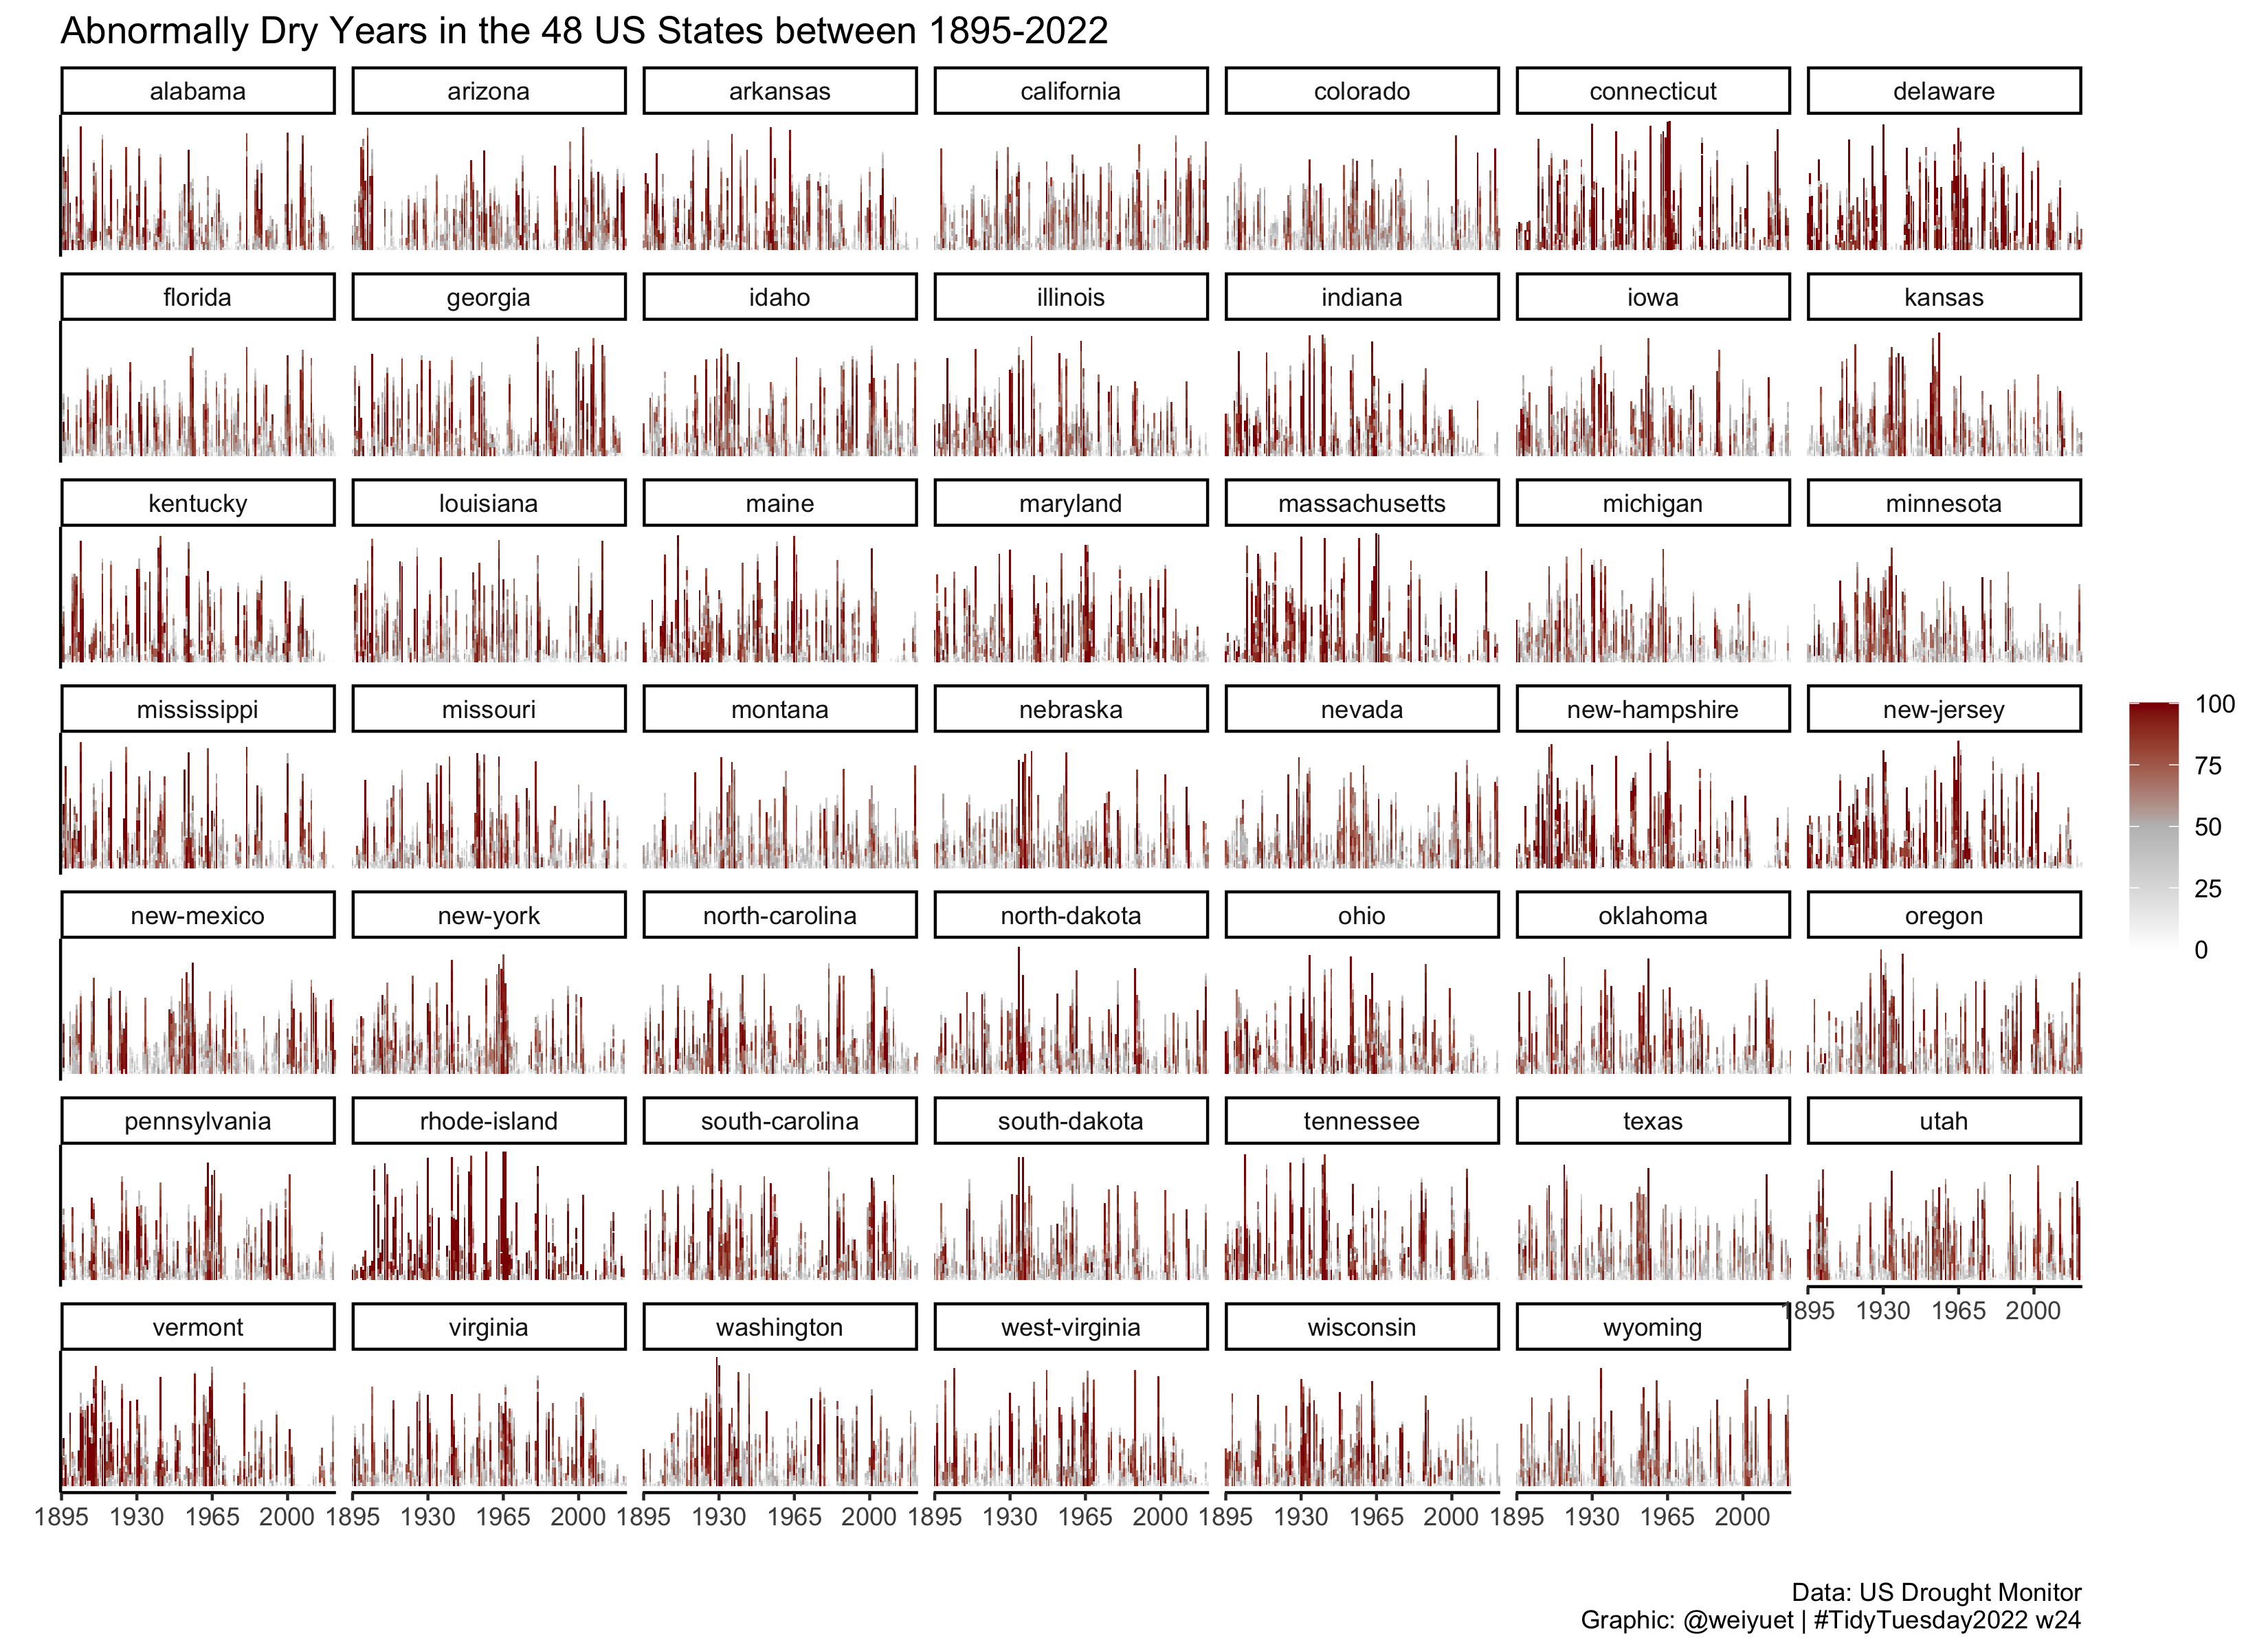 Abnormally Dry Years in the 48 US States between 1895-2022
alabama arizona arkansas california colorado connecticut delaware
florida georgia idaho illinois indiana iowa kansas
kentucky louisiana maine maryland massachusetts michigan minnesota
mississippi missouri montana nebraska nevada new-hampshire new-jersey
100
75
50
25
0
new-mexico new-york north-carolina north-dakota ohio oklahoma oregon
pennsylvania rhode-island south-carolina south-dakota tennessee texas utah
1895 1930 1965 2000
vermont virginia washington west-virginia wisconsin wyoming
1895 1930 1965 2000 1895 1930 1965 2000 1895 1930 1965 2000 1895 1930 1965 2000 1895 1930 1965 2000 1895 1930 1965 2000
Data: US Drought Monitor
Graphic: @weiyuet | #TidyTuesday2022 w24